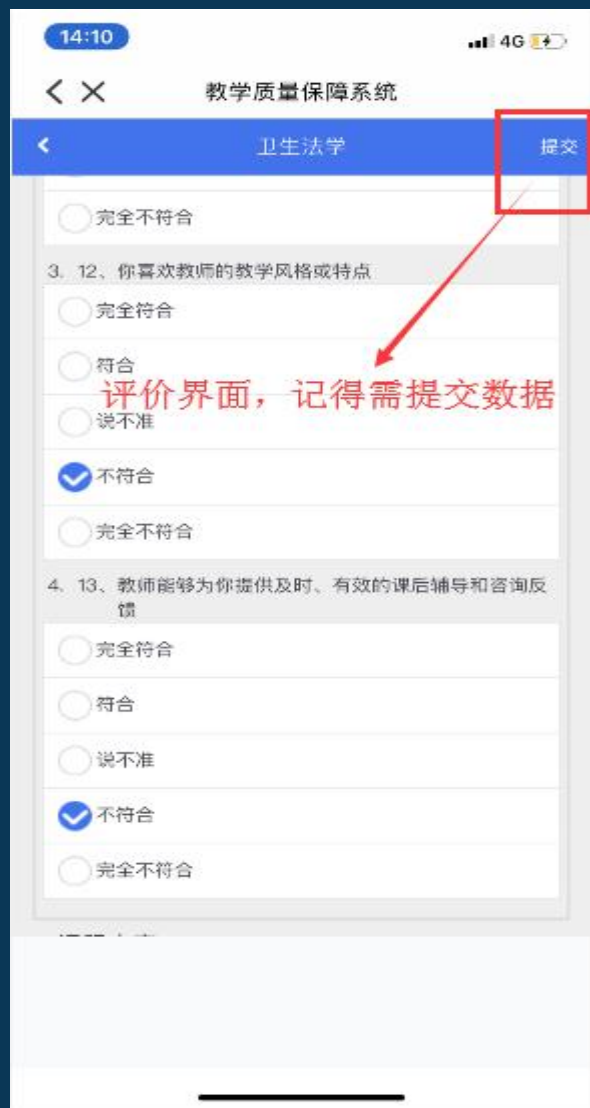 14:10
4G
教学质量保障系统
卫生法学
提交
完全不符合
3. 12、你喜欢教师的教学风格或特点
完全符合
符合
评价界面，记得需提交数据
说不准
不符合
完全不符合
4. 13、教师能够为你提供及时、有效的课后辅导和咨询反
馈
完全符合
符合
说不准
不符合
完全不符合